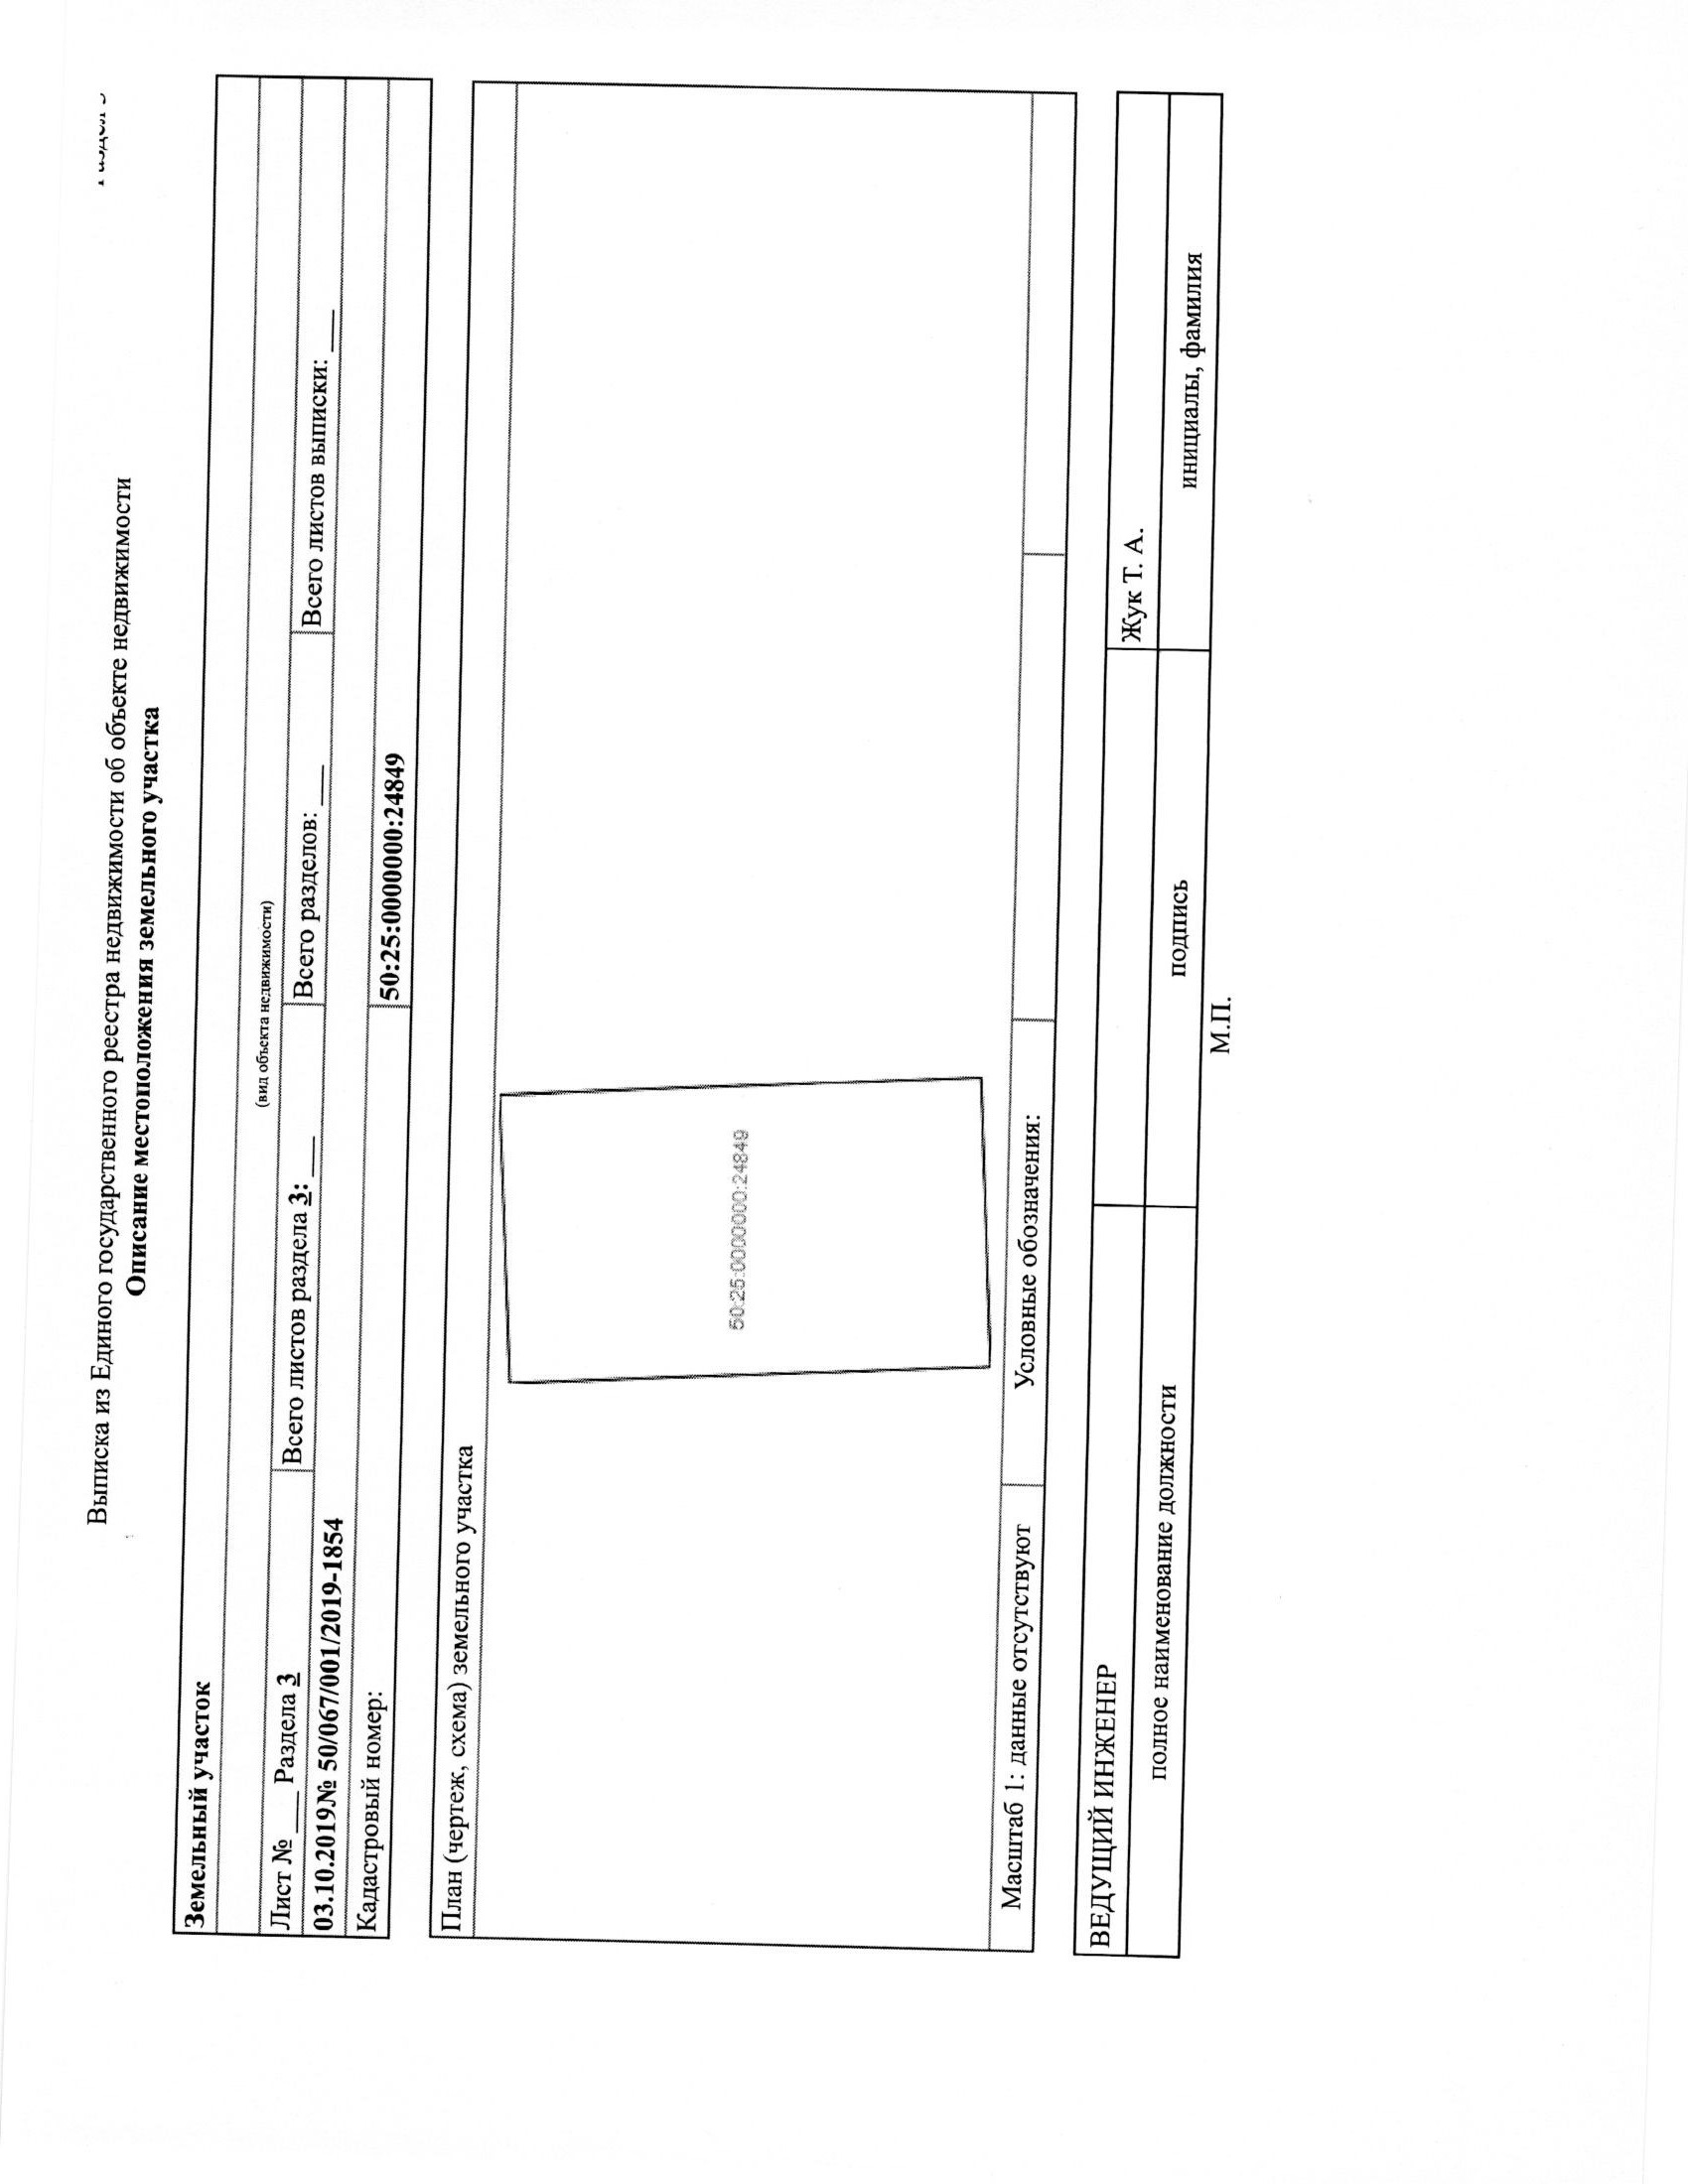 Раздел 3
Выписка из Единого государственного реестра недвижимости об объекте недвижимости
Описание местоположения земельного участка
Земельный участок
(вид объекта недвижимости)
Лист № ___ Раздела 3 Всего листов раздела 3: ___ Всего разделов: ___ Всего листов выписки: ___
03.10.2019№ 50/067/001/2019-1854
Кадастровый номер: 50:25:0000000:24849
План (чертеж, схема) земельного участка
50:25:0000000:24849
Масштаб 1: данные отсутствуют Условные обозначения:
ВЕДУЩИЙ ИНЖЕНЕР Жук Т. А.
полное наименование должности подпись инициалы, фамилия
М.П.